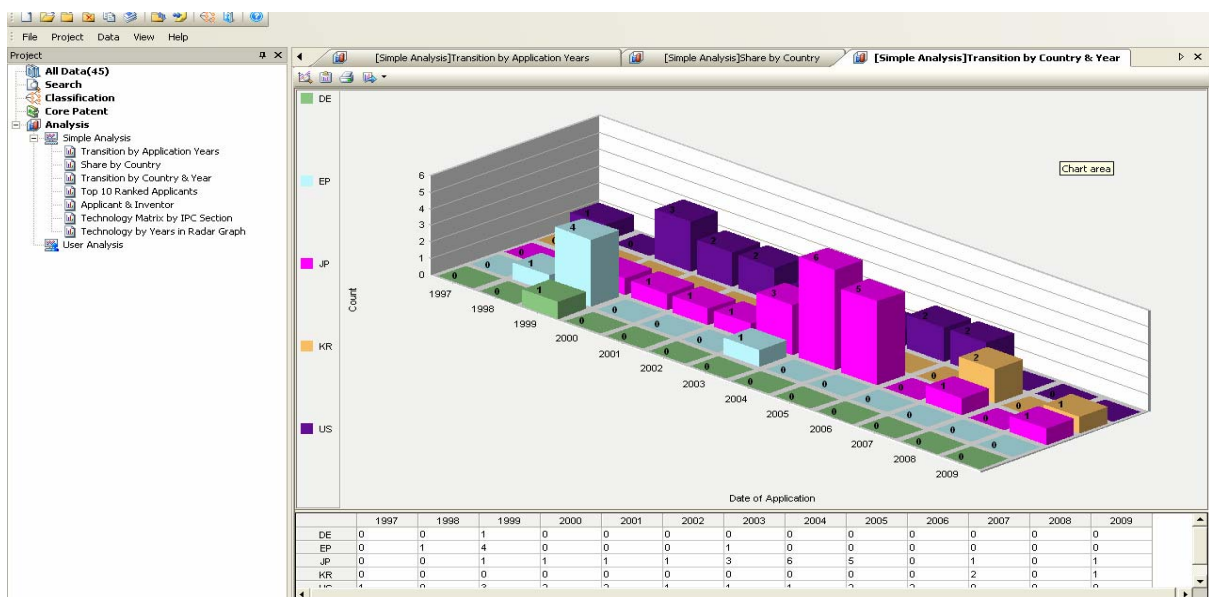 File Project Data View Help
Project
All Data(45)
Search
Classification
Core Patent
Analysis
Simple Analysis
Transition by Application Years
Share by Country
Transition by Country & Year
Top 10 Ranked Applicants
Applicant & Inventor
Technology Matrix by IPC Section
Technology by Years in Radar Graph
User Analysis
[Simple Analysis]Transition by Application Years [Simple Analysis]Share by Country [Simple Analysis]Transition by Country & Year
DE
EP
JP
KR
US
Chart area
6
5
4
3
2
1
0
Count
1997
1998
1999
2000
2001
2002
2003
2004
2005
2006
2007
2008
2009
Date of Application
1997 1998 1999 2000 2001 2002 2003 2004 2005 2006 2007 2008 2009
DE 0 0 1 0 0 0 0 0 0 0 0 0 0
EP 0 1 4 0 0 0 1 0 0 0 0 0 0
JP 0 0 1 1 1 1 3 6 5 0 1 0 1
KR 0 0 0 0 0 0 0 0 0 0 2 0 1